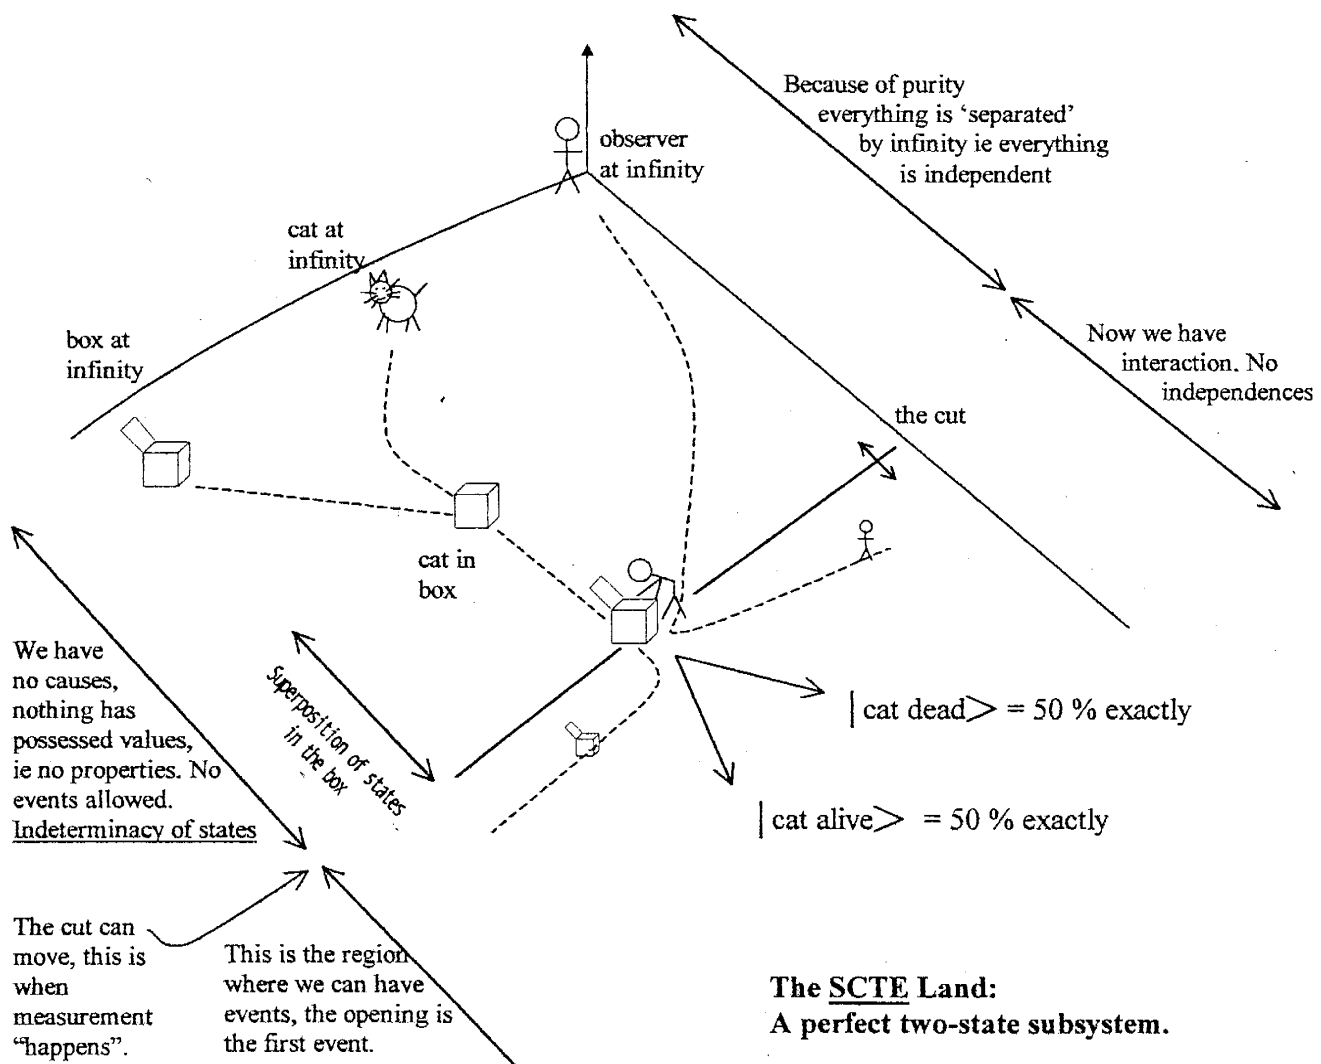 Because of purity
everything is ‘separated’
by infinity ie everything
is independent
observer
at infinity
cat at
infinity
box at
infinity
Now we have
interaction. No
independences
the cut
cat in
box
We have
no causes,
nothing has
possessed values,
ie no properties. No
events allowed.
Indeterminacy of states
Superposition of states
in the box
|cat dead> = 50 % exactly
|cat alive> = 50 % exactly
The cut can
move, this is
when
measurement
“happens”.
This is the region
where we can have
events, the opening is
the first event.
The SCTE Land:
A perfect two-state subsystem.